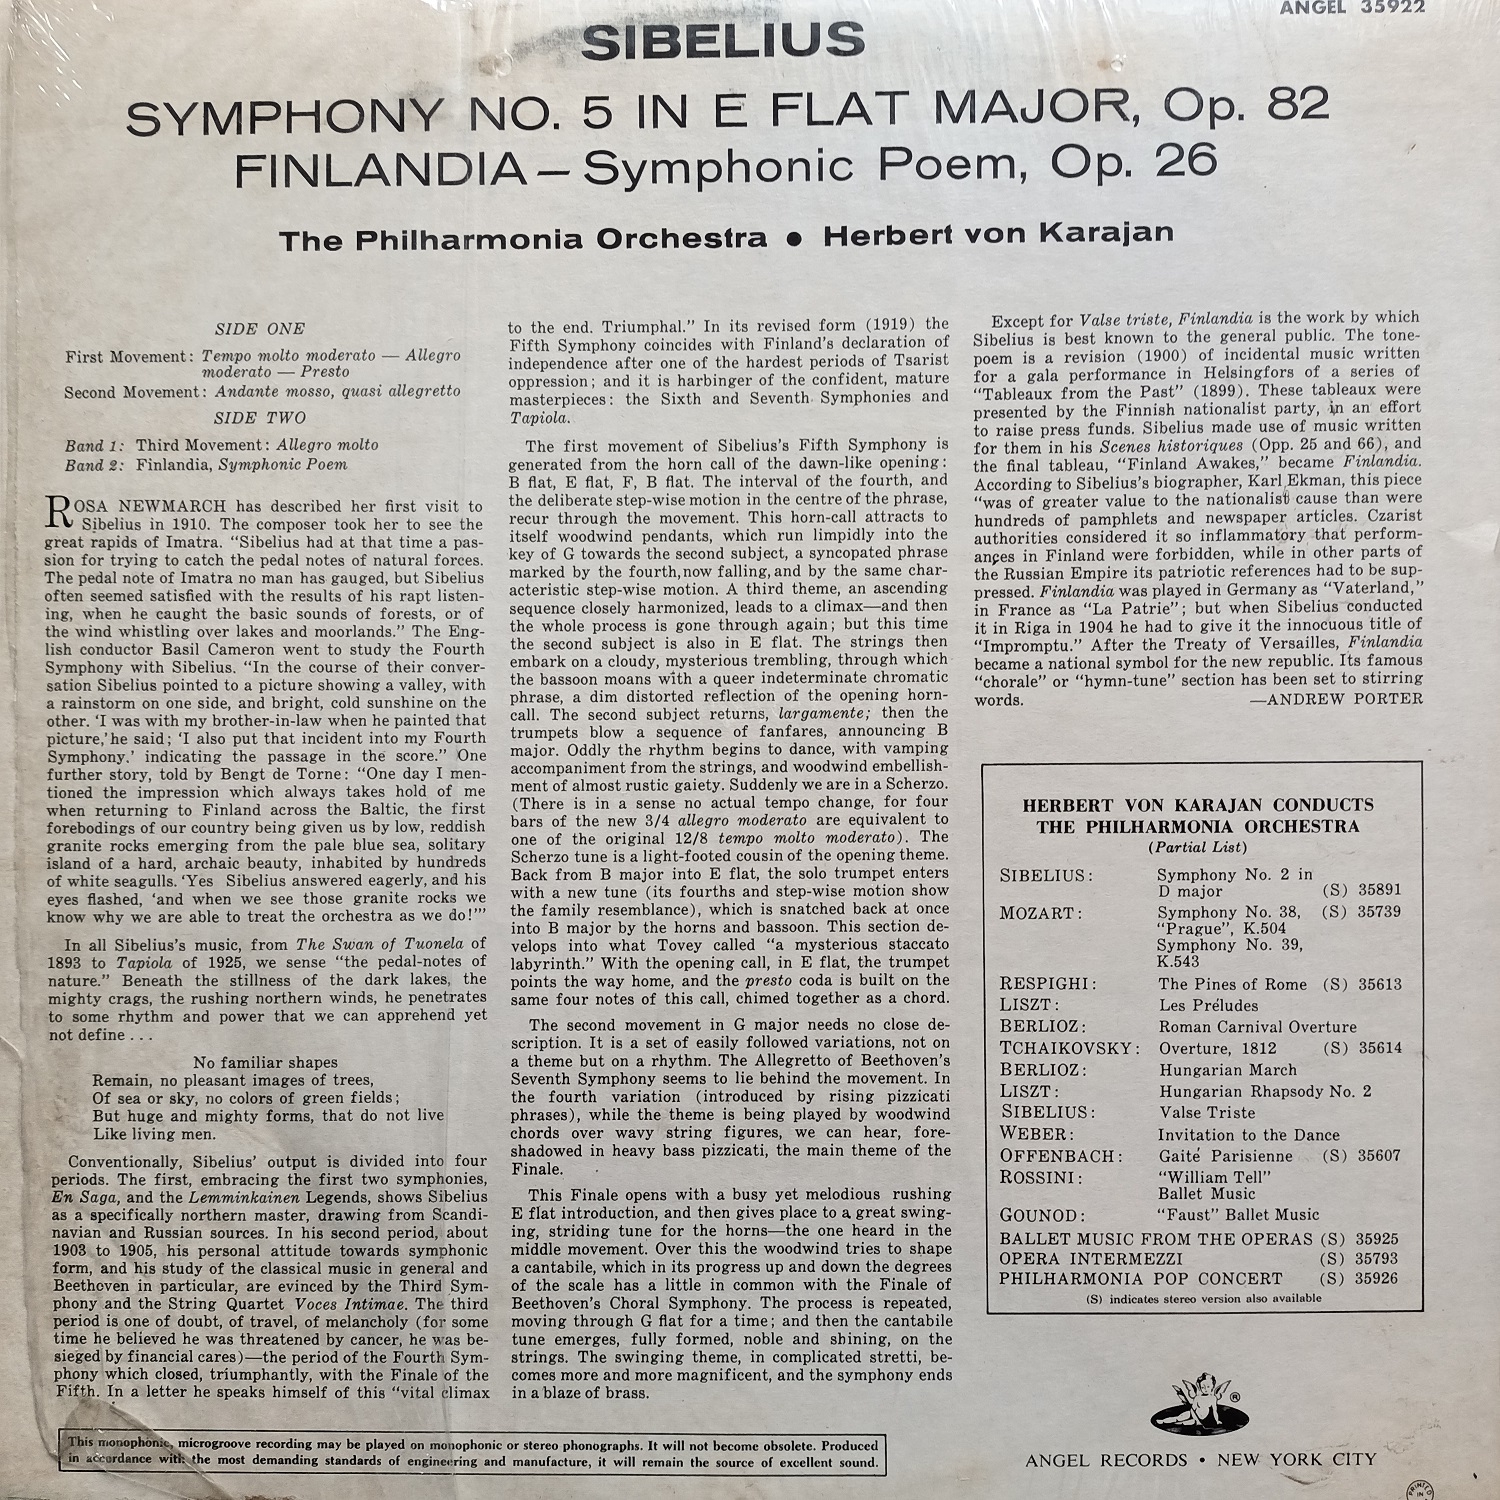 ANGEL 35922
SIBELIUS
SYMPHONY NO. 5 IN E FLAT MAJOR, Op. 82
FINLANDIA – Symphonic Poem, Op. 26
The Philharmonia Orchestra • Herbert von Karajan
SIDE ONE
First Movement: Tempo molto moderato — Allegro
moderato — Presto
Second Movement: Andante mosso, quasi allegretto
SIDE TWO
Band 1: Third Movement: Allegro molto
Band 2: Finlandia, Symphonic Poem
ROSA NEWMARCH has described her first visit to
Sibelius in 1910. The composer took her to see the
great rapids of Imatra. “Sibelius had at that time a pas-
sion for trying to catch the pedal notes of natural forces.
The pedal note of Imatra no man has gauged, but Sibelius
often seemed satisfied with the results of his rapt listen-
ing, when he caught the basic sounds of forests, or of
the wind whistling over lakes and moorlands.” The Eng-
lish conductor Basil Cameron went to study the Fourth
Symphony with Sibelius. “In the course of their conver-
sation Sibelius pointed to a picture showing a valley, with
a rainstorm on one side, and bright, cold sunshine on the
other. ‘I was with my brother-in-law when he painted that
picture,’ he said; ‘I also put that incident into my Fourth
Symphony.’ indicating the passage in the score.” One
further story, told by Bengt de Torne: “One day I men-
tioned the impression which always takes hold of me
when returning to Finland across the Baltic, the first
forebodings of our country being given us by low, reddish
granite rocks emerging from the pale blue sea, solitary
island of a hard, archaic beauty, inhabited by hundreds
of white seagulls. ‘Yes Sibelius answered eagerly, and his
eyes flashed, ‘and when we see those granite rocks we
know why we are able to treat the orchestra as we do!’”
In all Sibelius’s music, from The Swan of Tuonela of
1893 to Tapiola of 1925, we sense “the pedal-notes of
nature.” Beneath the stillness of the dark lakes, the
mighty crags, the rushing northern winds, he penetrates
to some rhythm and power that we can apprehend yet
not define . . .
No familiar shapes
Remain, no pleasant images of trees,
Of sea or sky, no colors of green fields;
But huge and mighty forms, that do not live
Like living men.
Conventionally, Sibelius’ output is divided into four
periods. The first, embracing the first two symphonies,
En Saga, and the Lemminkainen Legends, shows Sibelius
as a specifically northern master, drawing from Scandi-
navian and Russian sources. In his second period, about
1903 to 1905, his personal attitude towards symphonic
form, and his study of the classical music in general and
Beethoven in particular, are evinced by the Third Sym-
phony and the String Quartet Voces Intimae. The third
period is one of doubt, of travel, of melancholy (for some
time he believed he was threatened by cancer, he was be-
sieged by financial cares)—the period of the Fourth Sym-
phony which closed, triumphantly, with the Finale of the
Fifth. In a letter he speaks himself of this “vital climax
to the end. Triumphal.” In its revised form (1919) the
Fifth Symphony coincides with Finland’s declaration of
independence after one of the hardest periods of Tsarist
oppression; and it is harbinger of the confident, mature
masterpieces: the Sixth and Seventh Symphonies and
Tapiola.
The first movement of Sibelius’s Fifth Symphony is
generated from the horn call of the dawn-like opening:
B flat, E flat, F, B flat. The interval of the fourth, and
the deliberate step-wise motion in the centre of the phrase,
recur through the movement. This horn-call attracts to
itself woodwind pendants, which run limpidly into the
key of G towards the second subject, a syncopated phrase
marked by the fourth,now falling,and by the same char-
acteristic step-wise motion. A third theme, an ascending
sequence closely harmonized, leads to a climax—and then
the whole process is gone through again; but this time
the second subject is also in E flat. The strings then
embark on a cloudy, mysterious trembling, through which
the bassoon moans with a queer indeterminate chromatic
phrase, a dim distorted reflection of the opening horn-
call. The second subject returns, largamente; then the
trumpets blow a sequence of fanfares, announcing B
major. Oddly the rhythm begins to dance, with vamping
accompaniment from the strings, and woodwind embellish-
ment of almost rustic gaiety. Suddenly we are in a Scherzo.
(There is in a sense no actual tempo change, for four
bars of the new 3/4 allegro moderato are equivalent to
one of the original 12/8 tempo molto moderato). The
Scherzo tune is a light-footed cousin of the opening theme.
Back from B major into E flat, the solo trumpet enters
with a new tune (its fourths and step-wise motion show
the family resemblance), which is snatched back at once
into B major by the horns and bassoon. This section de-
velops into what Tovey called “a mysterious staccato
labyrinth.” With the opening call, in E flat, the trumpet
points the way home, and the presto coda is built on the
same four notes of this call, chimed together as a chord.
The second movement in G major needs no close de-
scription. It is a set of easily followed variations, not on
a theme but on a rhythm. The Allegretto of Beethoven’s
Seventh Symphony seems to lie behind the movement. In
the fourth variation (introduced by rising pizzicati
phrases), while the theme is being played by woodwind
chords over wavy string figures, we can hear, fore-
shadowed in heavy bass pizzicati, the main theme of the
Finale.
This Finale opens with a busy yet melodious rushing
E flat introduction, and then gives place to a great swing-
ing, striding tune for the horns—the one heard in the
middle movement. Over this the woodwind tries to shape
a cantabile, which in its progress up and down the degrees
of the scale has a little in common with the Finale of
Beethoven’s Choral Symphony. The process is repeated,
moving through G flat for a time; and then the cantabile
tune emerges, fully formed, noble and shining, on the
strings. The swinging theme, in complicated stretti, be-
comes more and more magnificent, and the symphony ends
in a blaze of brass.
Except for Valse triste, Finlandia is the work by which
Sibelius is best known to the general public. The tone-
poem is a revision (1900) of incidental music written
for a gala performance in Helsingfors of a series of
“Tableaux from the Past” (1899). These tableaux were
presented by the Finnish nationalist party, in an effort
to raise press funds. Sibelius made use of music written
for them in his Scenes historiques (Opp. 25 and 66), and
the final tableau, “Finland Awakes,” became Finlandia.
According to Sibelius’s biographer, Karl Ekman, this piece
“was of greater value to the nationalist cause than were
hundreds of pamphlets and newspaper articles. Czarist
authorities considered it so inflammatory that perform-
ances in Finland were forbidden, while in other parts of
the Russian Empire its patriotic references had to be sup-
pressed. Finlandia was played in Germany as “Vaterland,”
in France as “La Patrie”; but when Sibelius conducted
it in Riga in 1904 he had to give it the innocuous title of
“Impromptu.” After the Treaty of Versailles, Finlandia
became a national symbol for the new republic. Its famous
“chorale” or “hymn-tune” section has been set to stirring
words. —ANDREW PORTER
HERBERT VON KARAJAN CONDUCTS
THE PHILHARMONIA ORCHESTRA
(Partial List)
SIBELIUS: Symphony No. 2 in
D major (S) 35891
MOZART: Symphony No. 38, (S) 35739
“Prague”, K.504
Symphony No. 39,
K.543
RESPIGHI: The Pines of Rome (S) 35613
LISZT: Les Préludes
BERLIOZ: Roman Carnival Overture
TCHAIKOVSKY: Overture, 1812 (S) 35614
BERLIOZ: Hungarian March
LISZT: Hungarian Rhapsody No. 2
SIBELIUS: Valse Triste
WEBER: Invitation to the Dance
OFFENBACH: Gaité Parisienne (S) 35607
ROSSINI: “William Tell”
Ballet Music
GOUNOD: “Faust” Ballet Music
BALLET MUSIC FROM THE OPERAS (S) 35925
OPERA INTERMEZZI (S) 35793
PHILHARMONIA POP CONCERT (S) 35926
(S) indicates stereo version also available
®
This monophonic, microgroove recording may be played on monophonic or stereo phonographs. It will not become obsolete. Produced
in accordance with the most demanding standards of engineering and manufacture, it will remain the source of excellent sound.
ANGEL RECORDS • NEW YORK CITY
PRINTED
IN